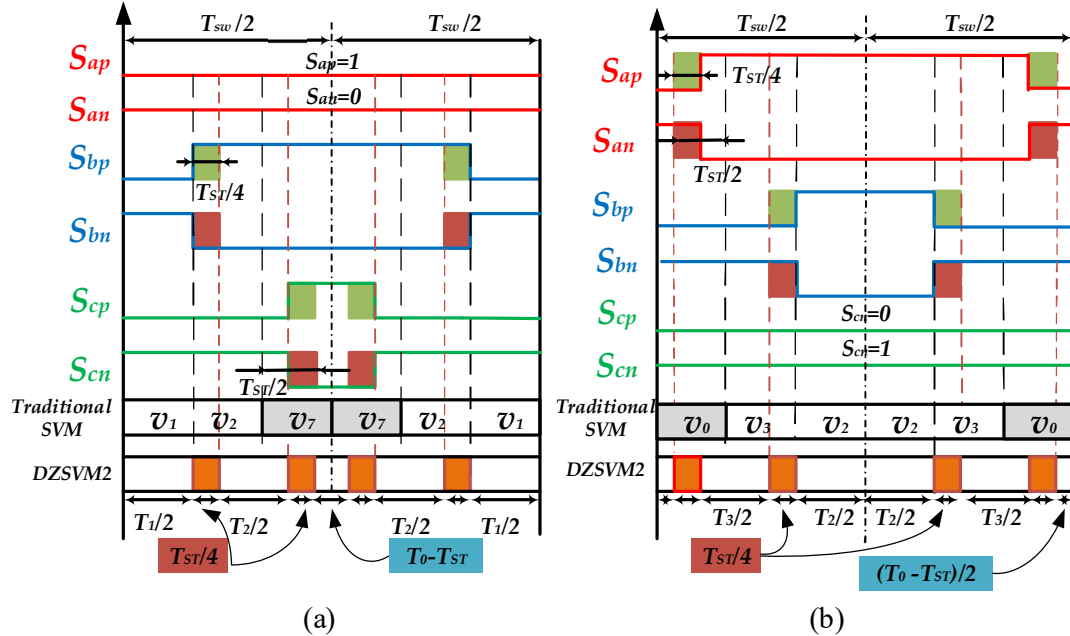 Tsw/2 Tsw/2
Sap Sap=1
San San=0
Sbp
TST/4
Sbn
Scp
Scn
TST/2
Traditional SVM v1 v2 v7 v7 v2 v1
DZSVM2
T1/2 T2/2 T2/2 T1/2
TST/4 T0-TST
(a)
Tsw/2 Tsw/2
Sap
TST/4
San
TST/2
Sbp
Sbn
Scp Scn=0
Scn Scn=1
Traditional SVM v0 v3 v2 v2 v3 v0
DZSVM2
T3/2 T2/2 T2/2 T3/2
TST/4 (T0 -TST)/2
(b)